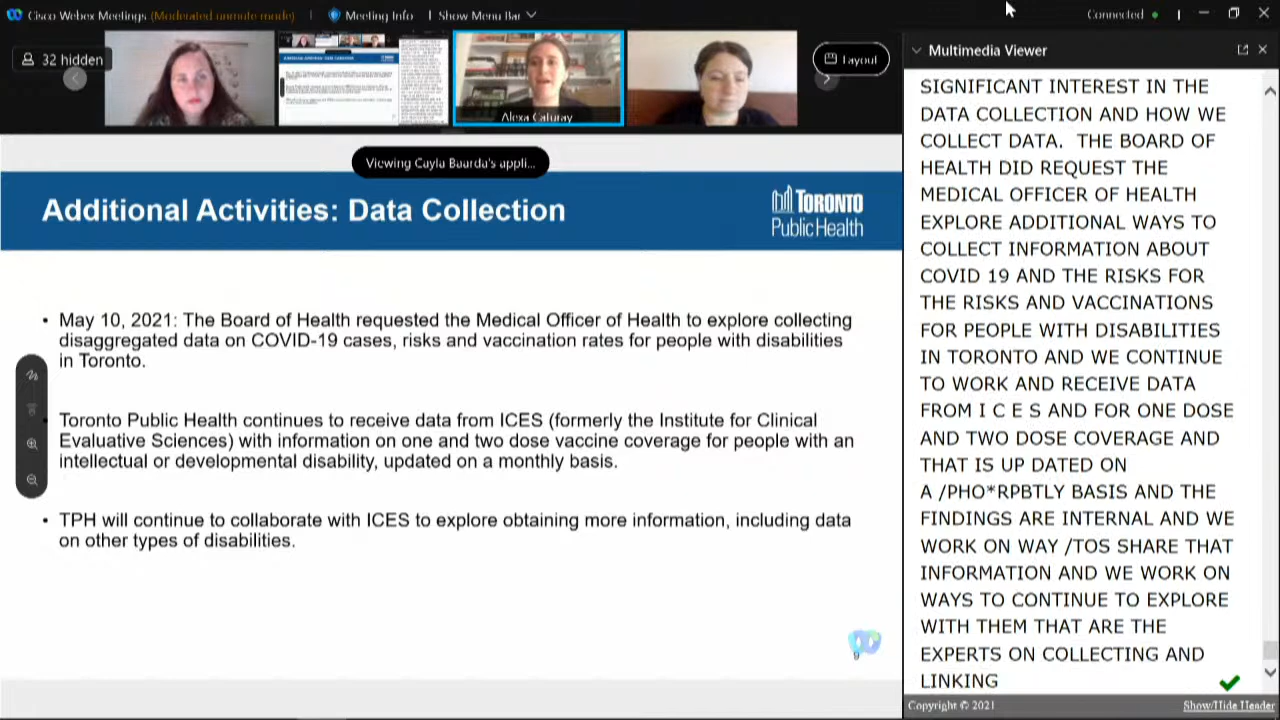 Cisco Webex Meetings (Moderated unmute mode) | Meeting Info | Show Menu Bar
Connected
32 hidden
Alexa Caturay
Layout
Viewing Cayla Baarda's appli...
Additional Activities: Data Collection
TORONTO
Public Health
• May 10, 2021: The Board of Health requested the Medical Officer of Health to explore collecting
disaggregated data on COVID-19 cases, risks and vaccination rates for people with disabilities
in Toronto.
Toronto Public Health continues to receive data from ICES (formerly the Institute for Clinical
Evaluative Sciences) with information on one and two dose vaccine coverage for people with an
intellectual or developmental disability, updated on a monthly basis.
• TPH will continue to collaborate with ICES to explore obtaining more information, including data
on other types of disabilities.
9
Multimedia Viewer
SIGNIFICANT INTEREST IN THE
DATA COLLECTION AND HOW WE
COLLECT DATA. THE BOARD OF
HEALTH DID REQUEST THE
MEDICAL OFFICER OF HEALTH
EXPLORE ADDITIONAL WAYS TO
COLLECT INFORMATION ABOUT
COVID 19 AND THE RISKS FOR
THE RISKS AND VACCINATIONS
FOR PEOPLE WITH DISABILITIES
IN TORONTO AND WE CONTINUE
TO WORK AND RECEIVE DATA
FROM I C E S AND FOR ONE DOSE
AND TWO DOSE COVERAGE AND
THAT IS UP DATED ON
A /PHO*RPBTLY BASIS AND THE
FINDINGS ARE INTERNAL AND WE
WORK ON WAY /TOS SHARE THAT
INFORMATION AND WE WORK ON
WAYS TO CONTINUE TO EXPLORE
WITH THEM THAT ARE THE
EXPERTS ON COLLECTING AND
LINKING
Copyright © 2021
Show/Hide Header